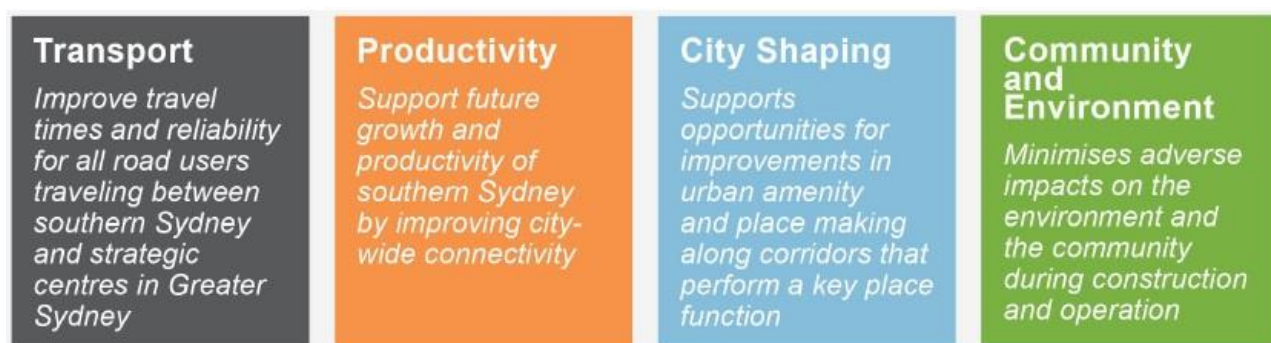 Transport
Improve travel
times and reliability
for all road users
traveling between
southern Sydney
and strategic
centres in Greater
Sydney
Productivity
Support future
growth and
productivity of
southern Sydney
by improving city-
wide connectivity
City Shaping
Supports
opportunities for
improvements in
urban amenity
and place making
along corridors that
perform a key place
function
Community
and
Environment
Minimises adverse
impacts on the
environment and
the community
during construction
and operation